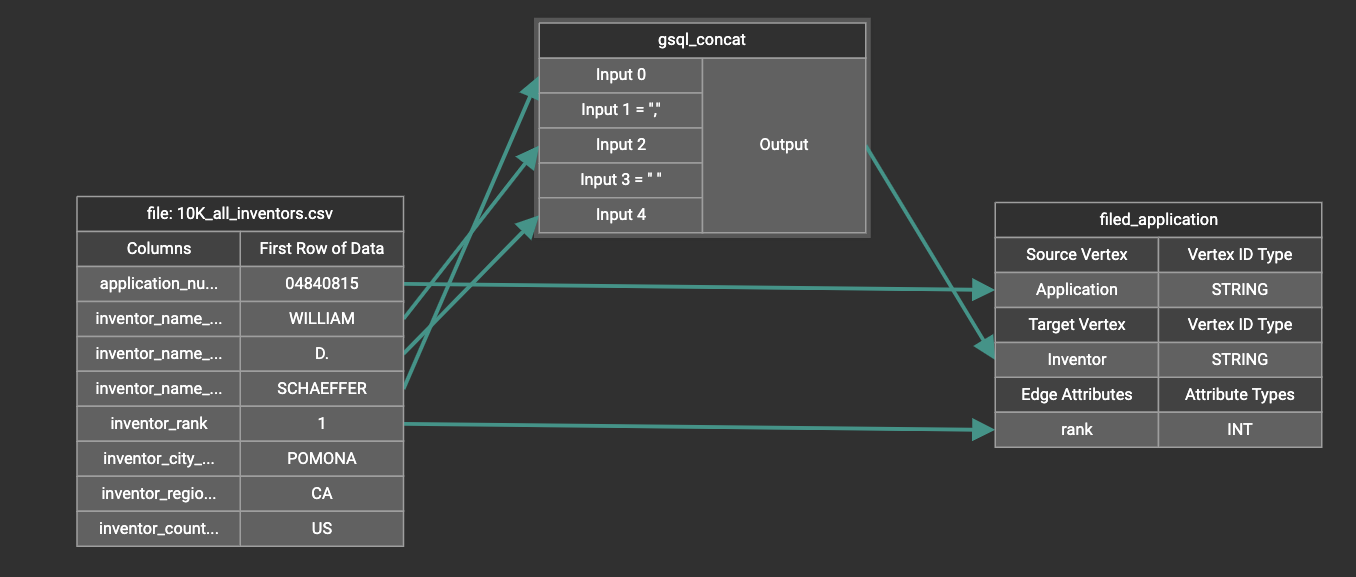 gsql_concat
Input 0
Input 1 = ","
Input 2
Output
Input 3 = " "
Input 4
file: 10K_all_inventors.csv
Columns First Row of Data
application_nu... 04840815
inventor_name_... WILLIAM
inventor_name_... D.
inventor_name_... SCHAEFFER
inventor_rank 1
inventor_city_... POMONA
inventor_regio... CA
inventor_count... US
filed_application
Source Vertex Vertex ID Type
Application STRING
Target Vertex Vertex ID Type
Inventor STRING
Edge Attributes Attribute Types
rank INT